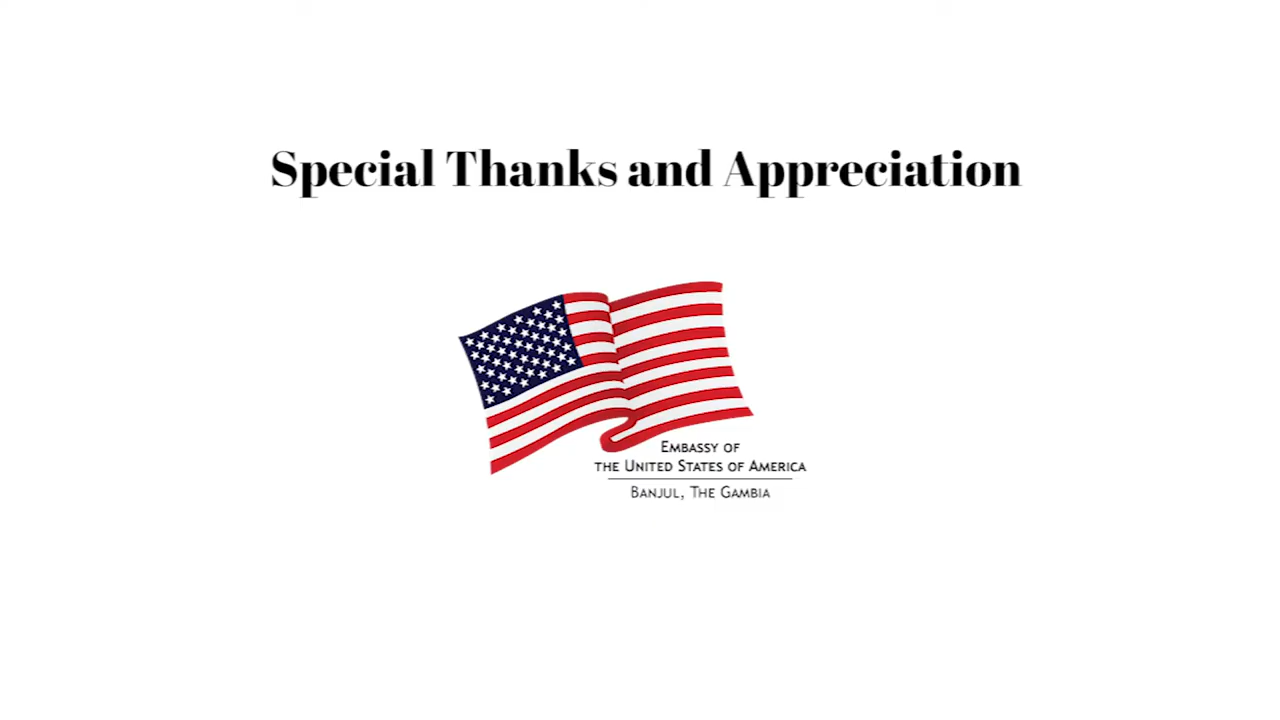 Special Thanks and Appreciation
Embassy of
the United States of America
Banjul, The Gambia